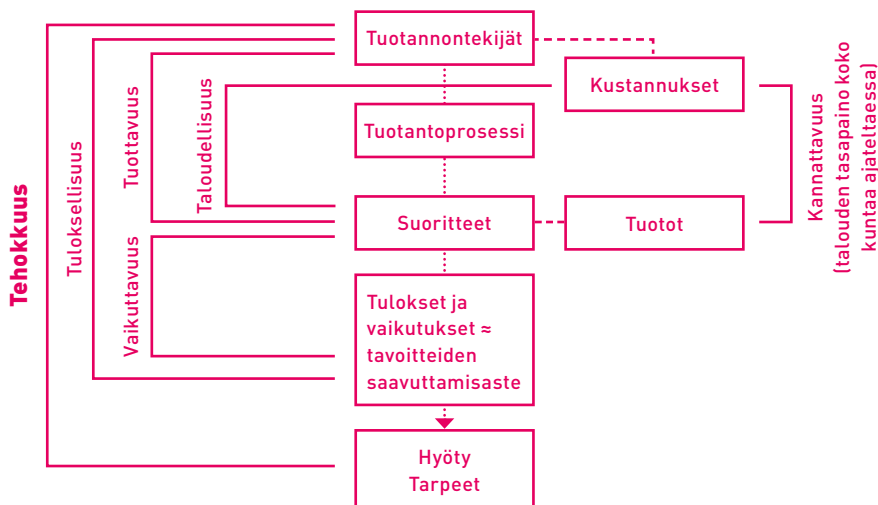 Tuotannontekijät
Kustannukset
Tuotantoprosessi
Suoritteet
Tuotot
Tulokset ja
vaikutukset ≈
tavoitteiden
saavuttamisaste
Hyöty
Tarpeet
Tehokkuus
Tuloksellisuus
Tuottavuus
Taloudellisuus
Vaikuttavuus
Kannattavuus
(talouden tasapaino koko
kuntaa ajateltaessa)